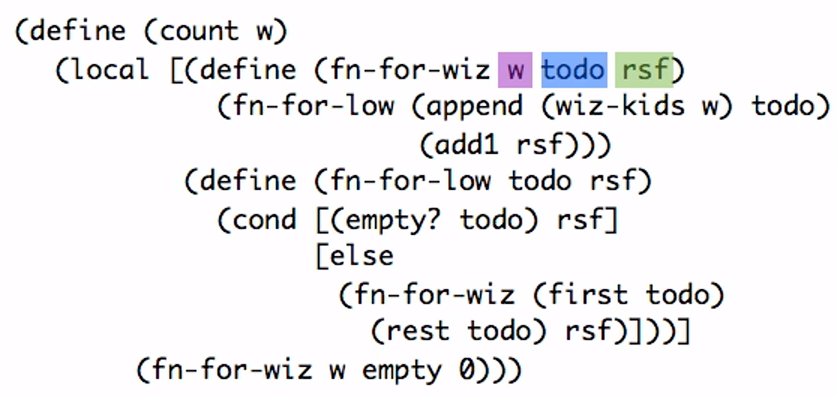 (define (count w)
(local [(define (fn-for-wiz w todo rsf)
(fn-for-low (append (wiz-kids w) todo)
(add1 rsf)))
(define (fn-for-low todo rsf)
(cond [(empty? todo) rsf]
[else
(fn-for-wiz (first todo)
(rest todo) rsf)]))]
(fn-for-wiz w empty 0)))